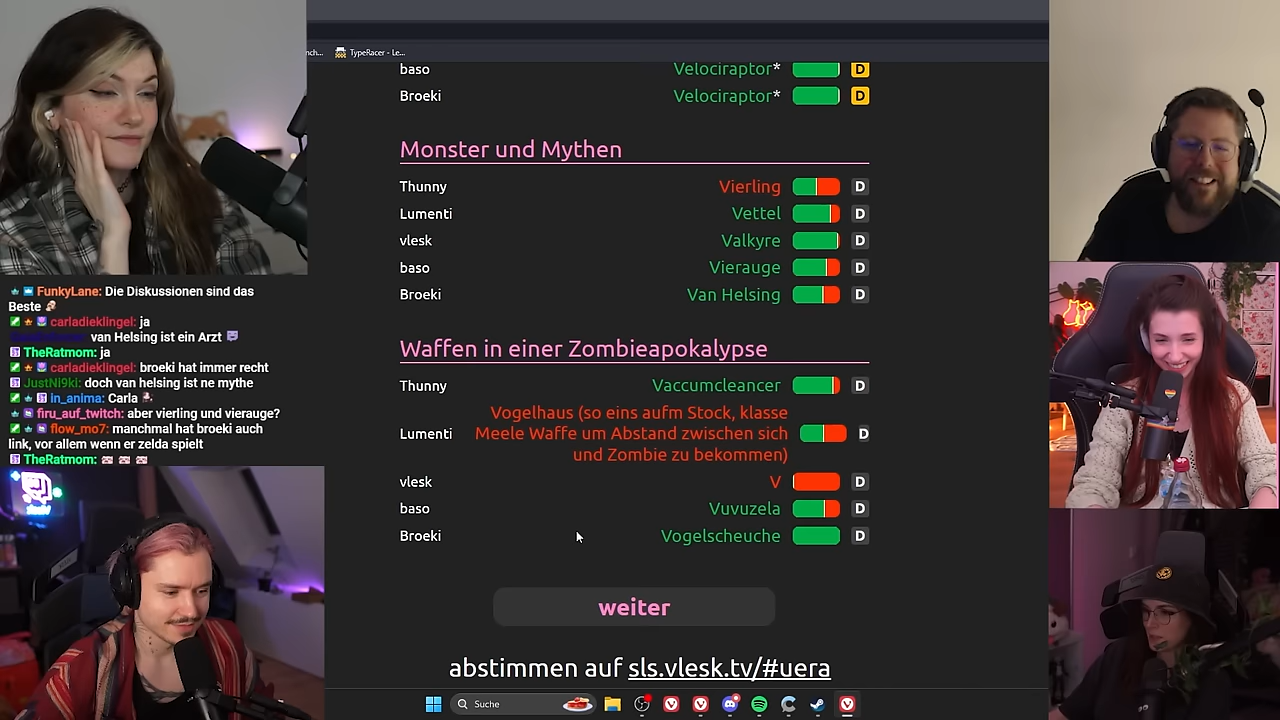 nch...
TypeRacer - Le...
baso Velociraptor* D
Broeki Velociraptor* D
Monster und Mythen
Thunny Vierling D
Lumenti Vettel D
vlesk Valkyre D
baso Vierauge D
Broeki Van Helsing D
Waffen in einer Zombieapokalypse
Thunny Vaccumcleancer D
Vogelhaus (so eins aufm Stock, klasse
Lumenti Meele Waffe um Abstand zwischen sich D
und Zombie zu bekommen)
vlesk V D
baso Vuvuzela D
Broeki Vogelscheuche D
weiter
abstimmen auf sls.vlesk.tv/#uera
Suche
FunkyLane: Die Diskussionen sind das
Beste
carladieklingel: ja
van Helsing ist ein Arzt
TheRatmom: ja
carladieklingel: broeki hat immer recht
JustNi9ki: doch van helsing ist ne mythe
in_anima: Carla
firu_auf_twitch: aber vierling und vierauge?
flow_mo7: manchmal hat broeki auch
link, vor allem wenn er zelda spielt
TheRatmom: